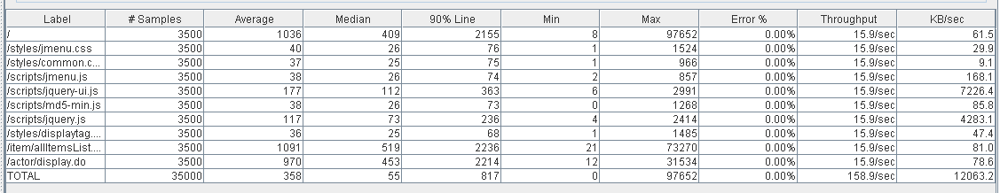 Label # Samples Average Median 90% Line Min Max Error % Throughput KB/sec
/ 3500 1036 409 2155 8 97652 0.00% 15.9/sec 61.5
/styles/jmenu.css 3500 40 26 76 1 1524 0.00% 15.9/sec 29.9
/styles/common.c... 3500 37 25 75 1 966 0.00% 15.9/sec 9.1
/scripts/jmenu.js 3500 38 26 74 2 857 0.00% 15.9/sec 168.1
/scripts/jquery-ui.js 3500 177 112 363 6 2991 0.00% 15.9/sec 7226.4
/scripts/md5-min.js 3500 38 26 73 0 1268 0.00% 15.9/sec 85.8
/scripts/jquery.js 3500 117 73 236 4 2414 0.00% 15.9/sec 4283.1
/styles/displaytag.... 3500 36 25 68 1 1485 0.00% 15.9/sec 47.4
/item/allItemsList.... 3500 1091 519 2236 21 73270 0.00% 15.9/sec 81.0
/actor/display.do 3500 970 453 2214 12 31534 0.00% 15.9/sec 78.6
TOTAL 35000 358 55 817 0 97652 0.00% 158.9/sec 12063.2